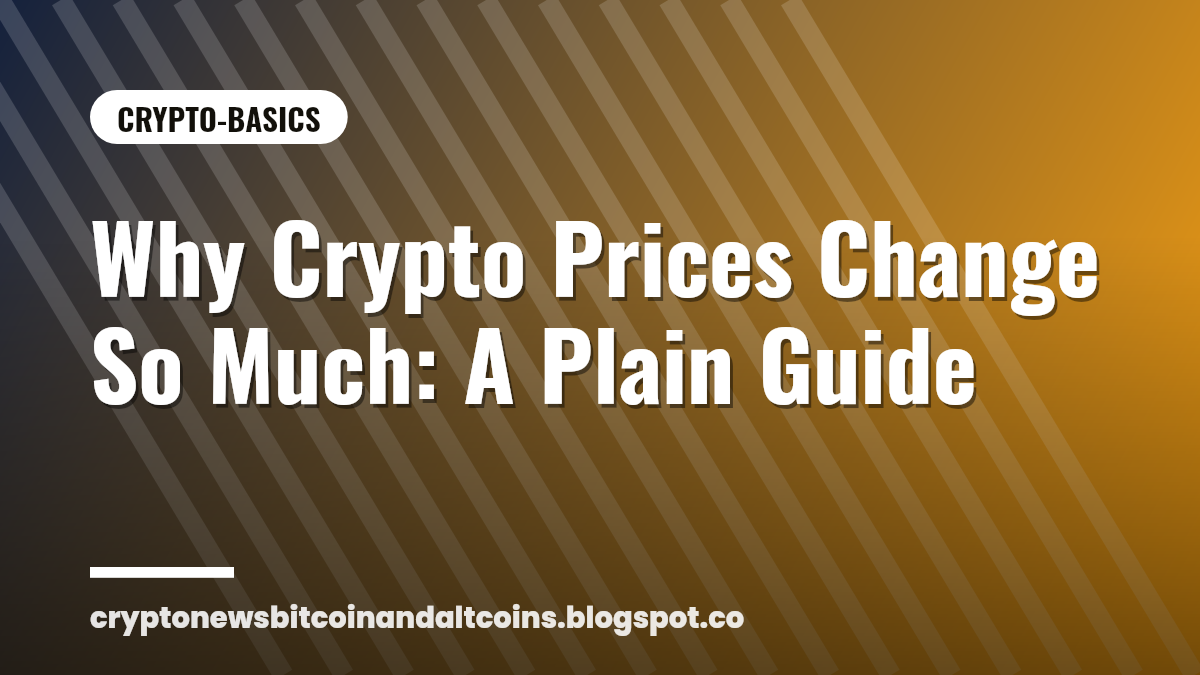 CRYPTO-BASICS
Why Crypto Prices Change
So Much: A Plain Guide
cryptonewsbitcoinandaltcoins.blogspot.co